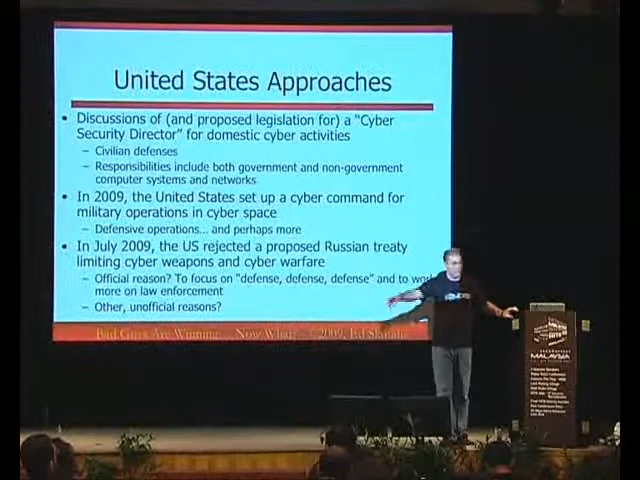 United States Approaches
• Discussions of (and proposed legislation for) a “Cyber
Security Director” for domestic cyber activities
– Civilian defenses
– Responsibilities include both government and non-government
computer systems and networks
• In 2009, the United States set up a cyber command for
military operations in cyber space
– Defensive operations... and perhaps more
• In July 2009, the US rejected a proposed Russian treaty
limiting cyber weapons and cyber warfare
– Official reason? To focus on “defense, defense, defense” and to work
more on law enforcement
– Other, unofficial reasons?
Bad Guys Are Winning Now What 2009, Ed
MALAYSIA